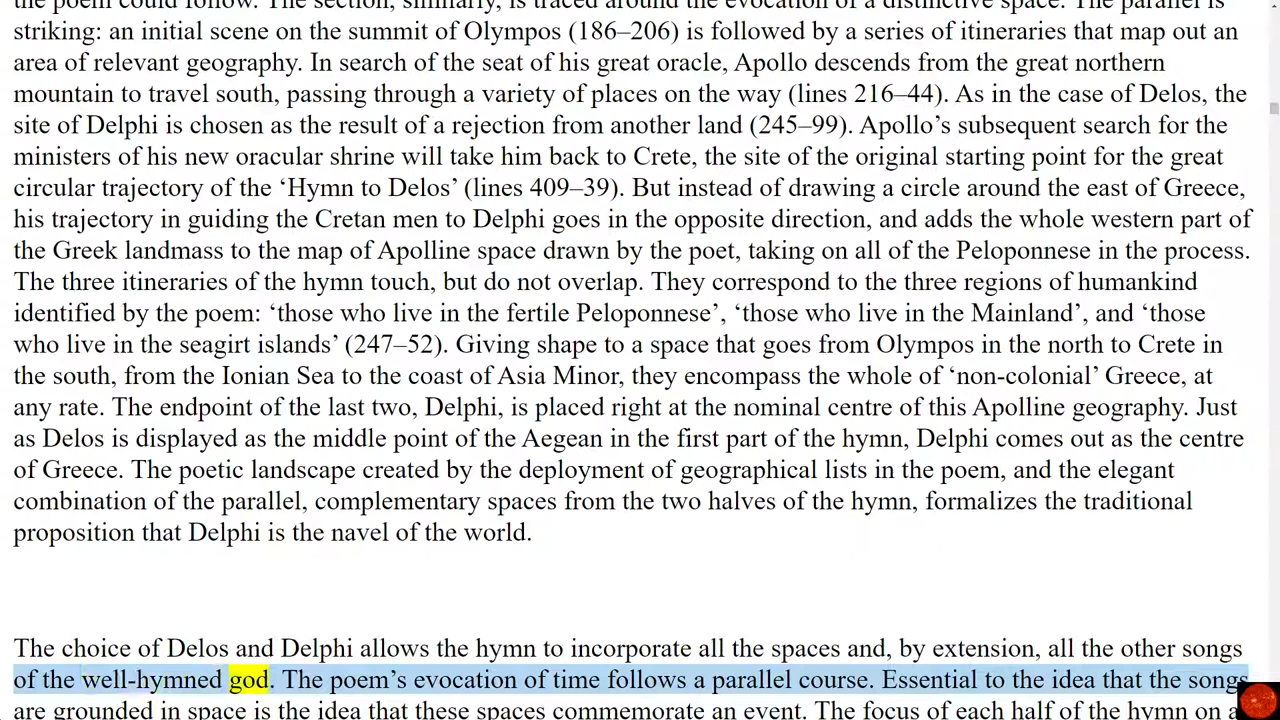 the poem could follow. The section, similarly, is traced around the evocation of a distinctive space. The parallel is
striking: an initial scene on the summit of Olympos (186–206) is followed by a series of itineraries that map out an
area of relevant geography. In search of the seat of his great oracle, Apollo descends from the great northern
mountain to travel south, passing through a variety of places on the way (lines 216–44). As in the case of Delos, the
site of Delphi is chosen as the result of a rejection from another land (245–99). Apollo’s subsequent search for the
ministers of his new oracular shrine will take him back to Crete, the site of the original starting point for the great
circular trajectory of the ‘Hymn to Delos’ (lines 409–39). But instead of drawing a circle around the east of Greece,
his trajectory in guiding the Cretan men to Delphi goes in the opposite direction, and adds the whole western part of
the Greek landmass to the map of Apolline space drawn by the poet, taking on all of the Peloponnese in the process.
The three itineraries of the hymn touch, but do not overlap. They correspond to the three regions of humankind
identified by the poem: ‘those who live in the fertile Peloponnese’, ‘those who live in the Mainland’, and ‘those
who live in the seagirt islands’ (247–52). Giving shape to a space that goes from Olympos in the north to Crete in
the south, from the Ionian Sea to the coast of Asia Minor, they encompass the whole of ‘non-colonial’ Greece, at
any rate. The endpoint of the last two, Delphi, is placed right at the nominal centre of this Apolline geography. Just
as Delos is displayed as the middle point of the Aegean in the first part of the hymn, Delphi comes out as the centre
of Greece. The poetic landscape created by the deployment of geographical lists in the poem, and the elegant
combination of the parallel, complementary spaces from the two halves of the hymn, formalizes the traditional
proposition that Delphi is the navel of the world.
The choice of Delos and Delphi allows the hymn to incorporate all the spaces and, by extension, all the other songs
of the well-hymned god. The poem’s evocation of time follows a parallel course. Essential to the idea that the songs
are grounded in space is the idea that these spaces commemorate an event. The focus of each half of the hymn on a